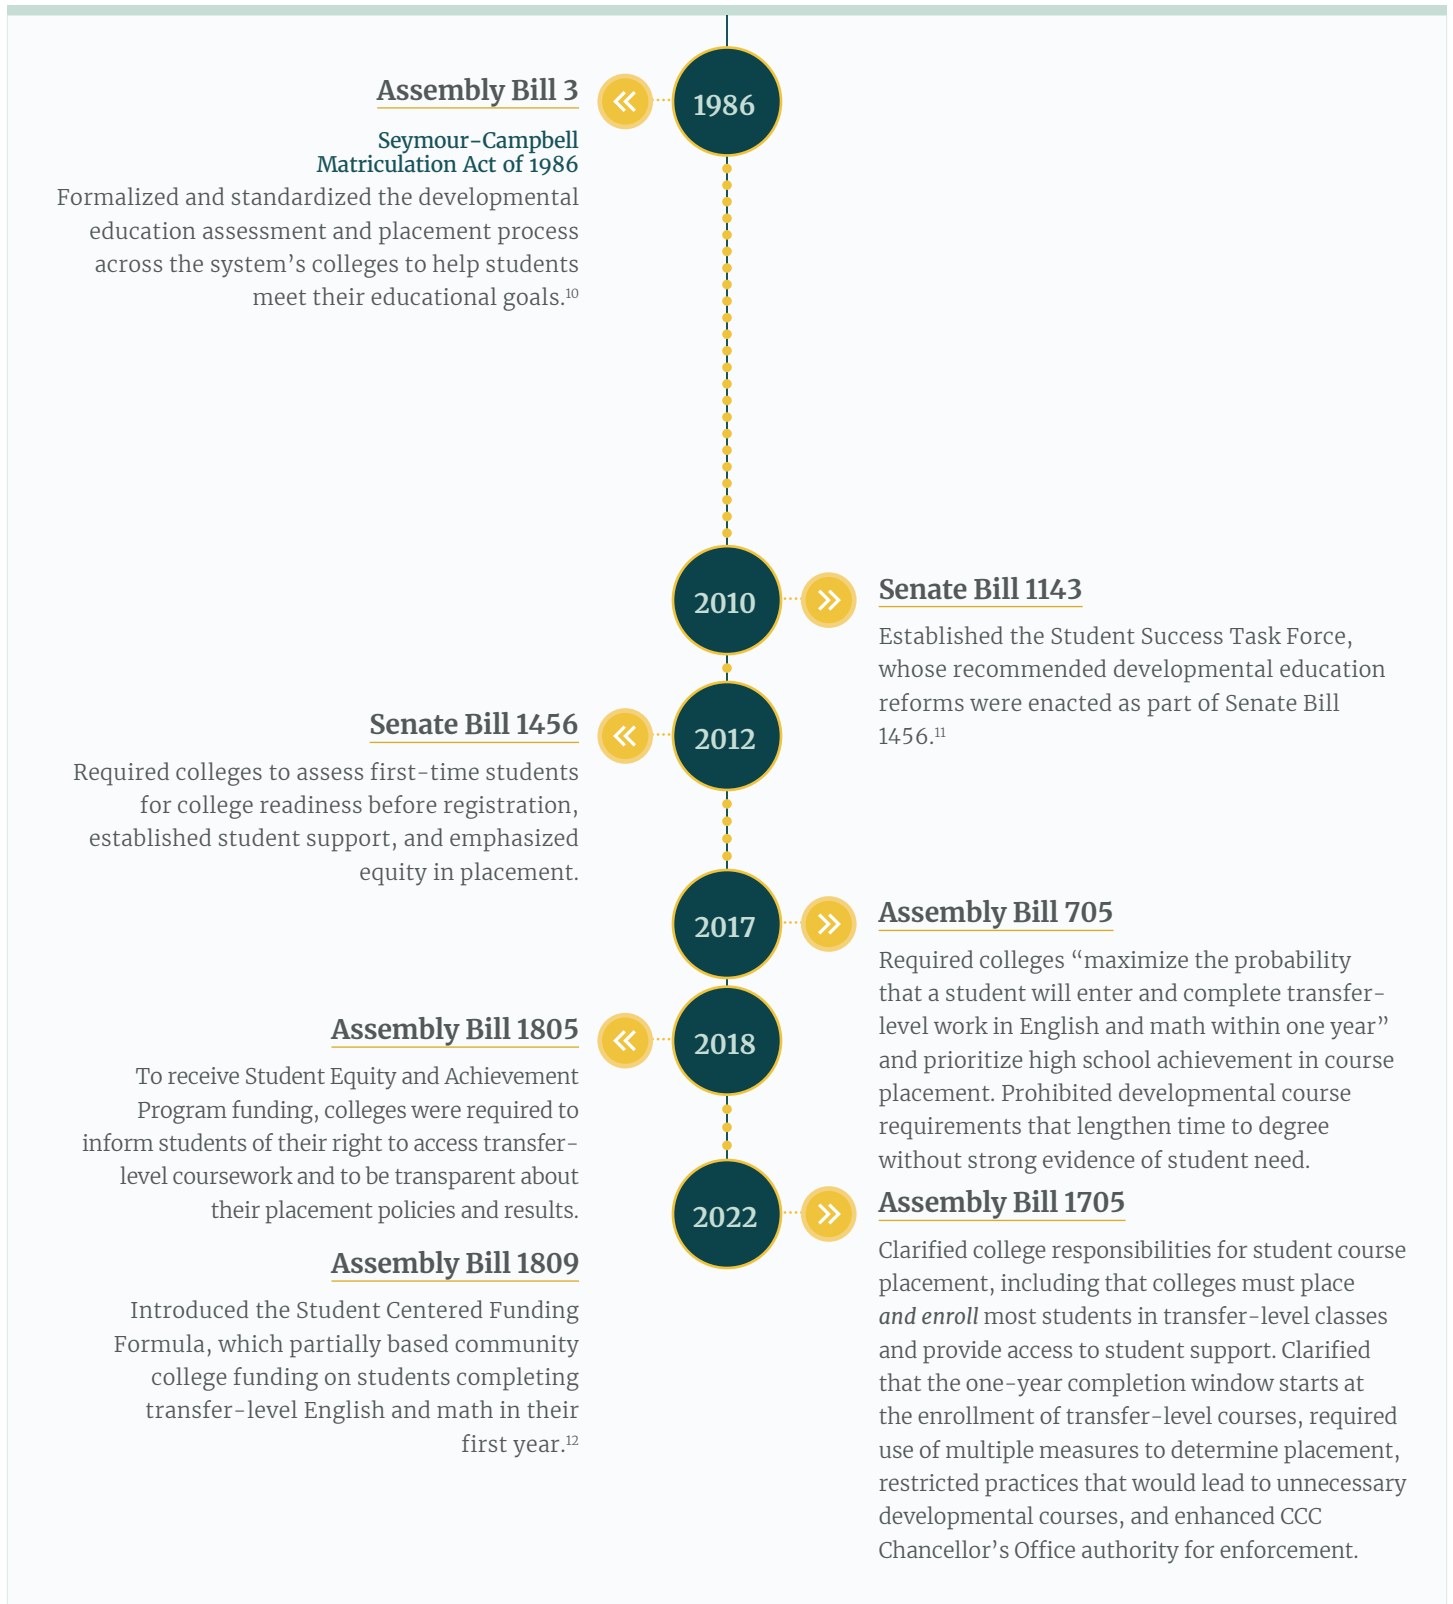 1986
Assembly Bill 3
Seymour-Campbell
Matriculation Act of 1986
Formalized and standardized the developmental
education assessment and placement process
across the system’s colleges to help students
meet their educational goals.10
2010
Senate Bill 1143
Established the Student Success Task Force,
whose recommended developmental education
reforms were enacted as part of Senate Bill
1456.11
2012
Senate Bill 1456
Required colleges to assess first-time students
for college readiness before registration,
established student support, and emphasized
equity in placement.
2017
Assembly Bill 705
Required colleges “maximize the probability
that a student will enter and complete transfer-
level work in English and math within one year”
and prioritize high school achievement in course
placement. Prohibited developmental course
requirements that lengthen time to degree
without strong evidence of student need.
2018
Assembly Bill 1805
To receive Student Equity and Achievement
Program funding, colleges were required to
inform students of their right to access transfer-
level coursework and to be transparent about
their placement policies and results.
Assembly Bill 1809
Introduced the Student Centered Funding
Formula, which partially based community
college funding on students completing
transfer-level English and math in their
first year.12
2022
Assembly Bill 1705
Clarified college responsibilities for student course
placement, including that colleges must place
and enroll most students in transfer-level classes
and provide access to student support. Clarified
that the one-year completion window starts at
the enrollment of transfer-level courses, required
use of multiple measures to determine placement,
restricted practices that would lead to unnecessary
developmental courses, and enhanced CCC
Chancellor’s Office authority for enforcement.